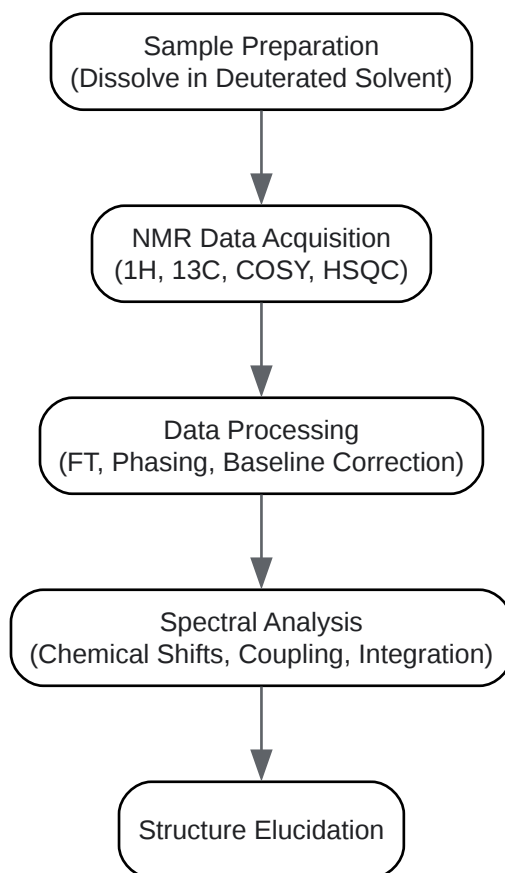 Sample Preparation
(Dissolve in Deuterated Solvent)
NMR Data Acquisition
(1H, 13C, COSY, HSQC)
Data Processing
(FT, Phasing, Baseline Correction)
Spectral Analysis
(Chemical Shifts, Coupling, Integration)
Structure Elucidation